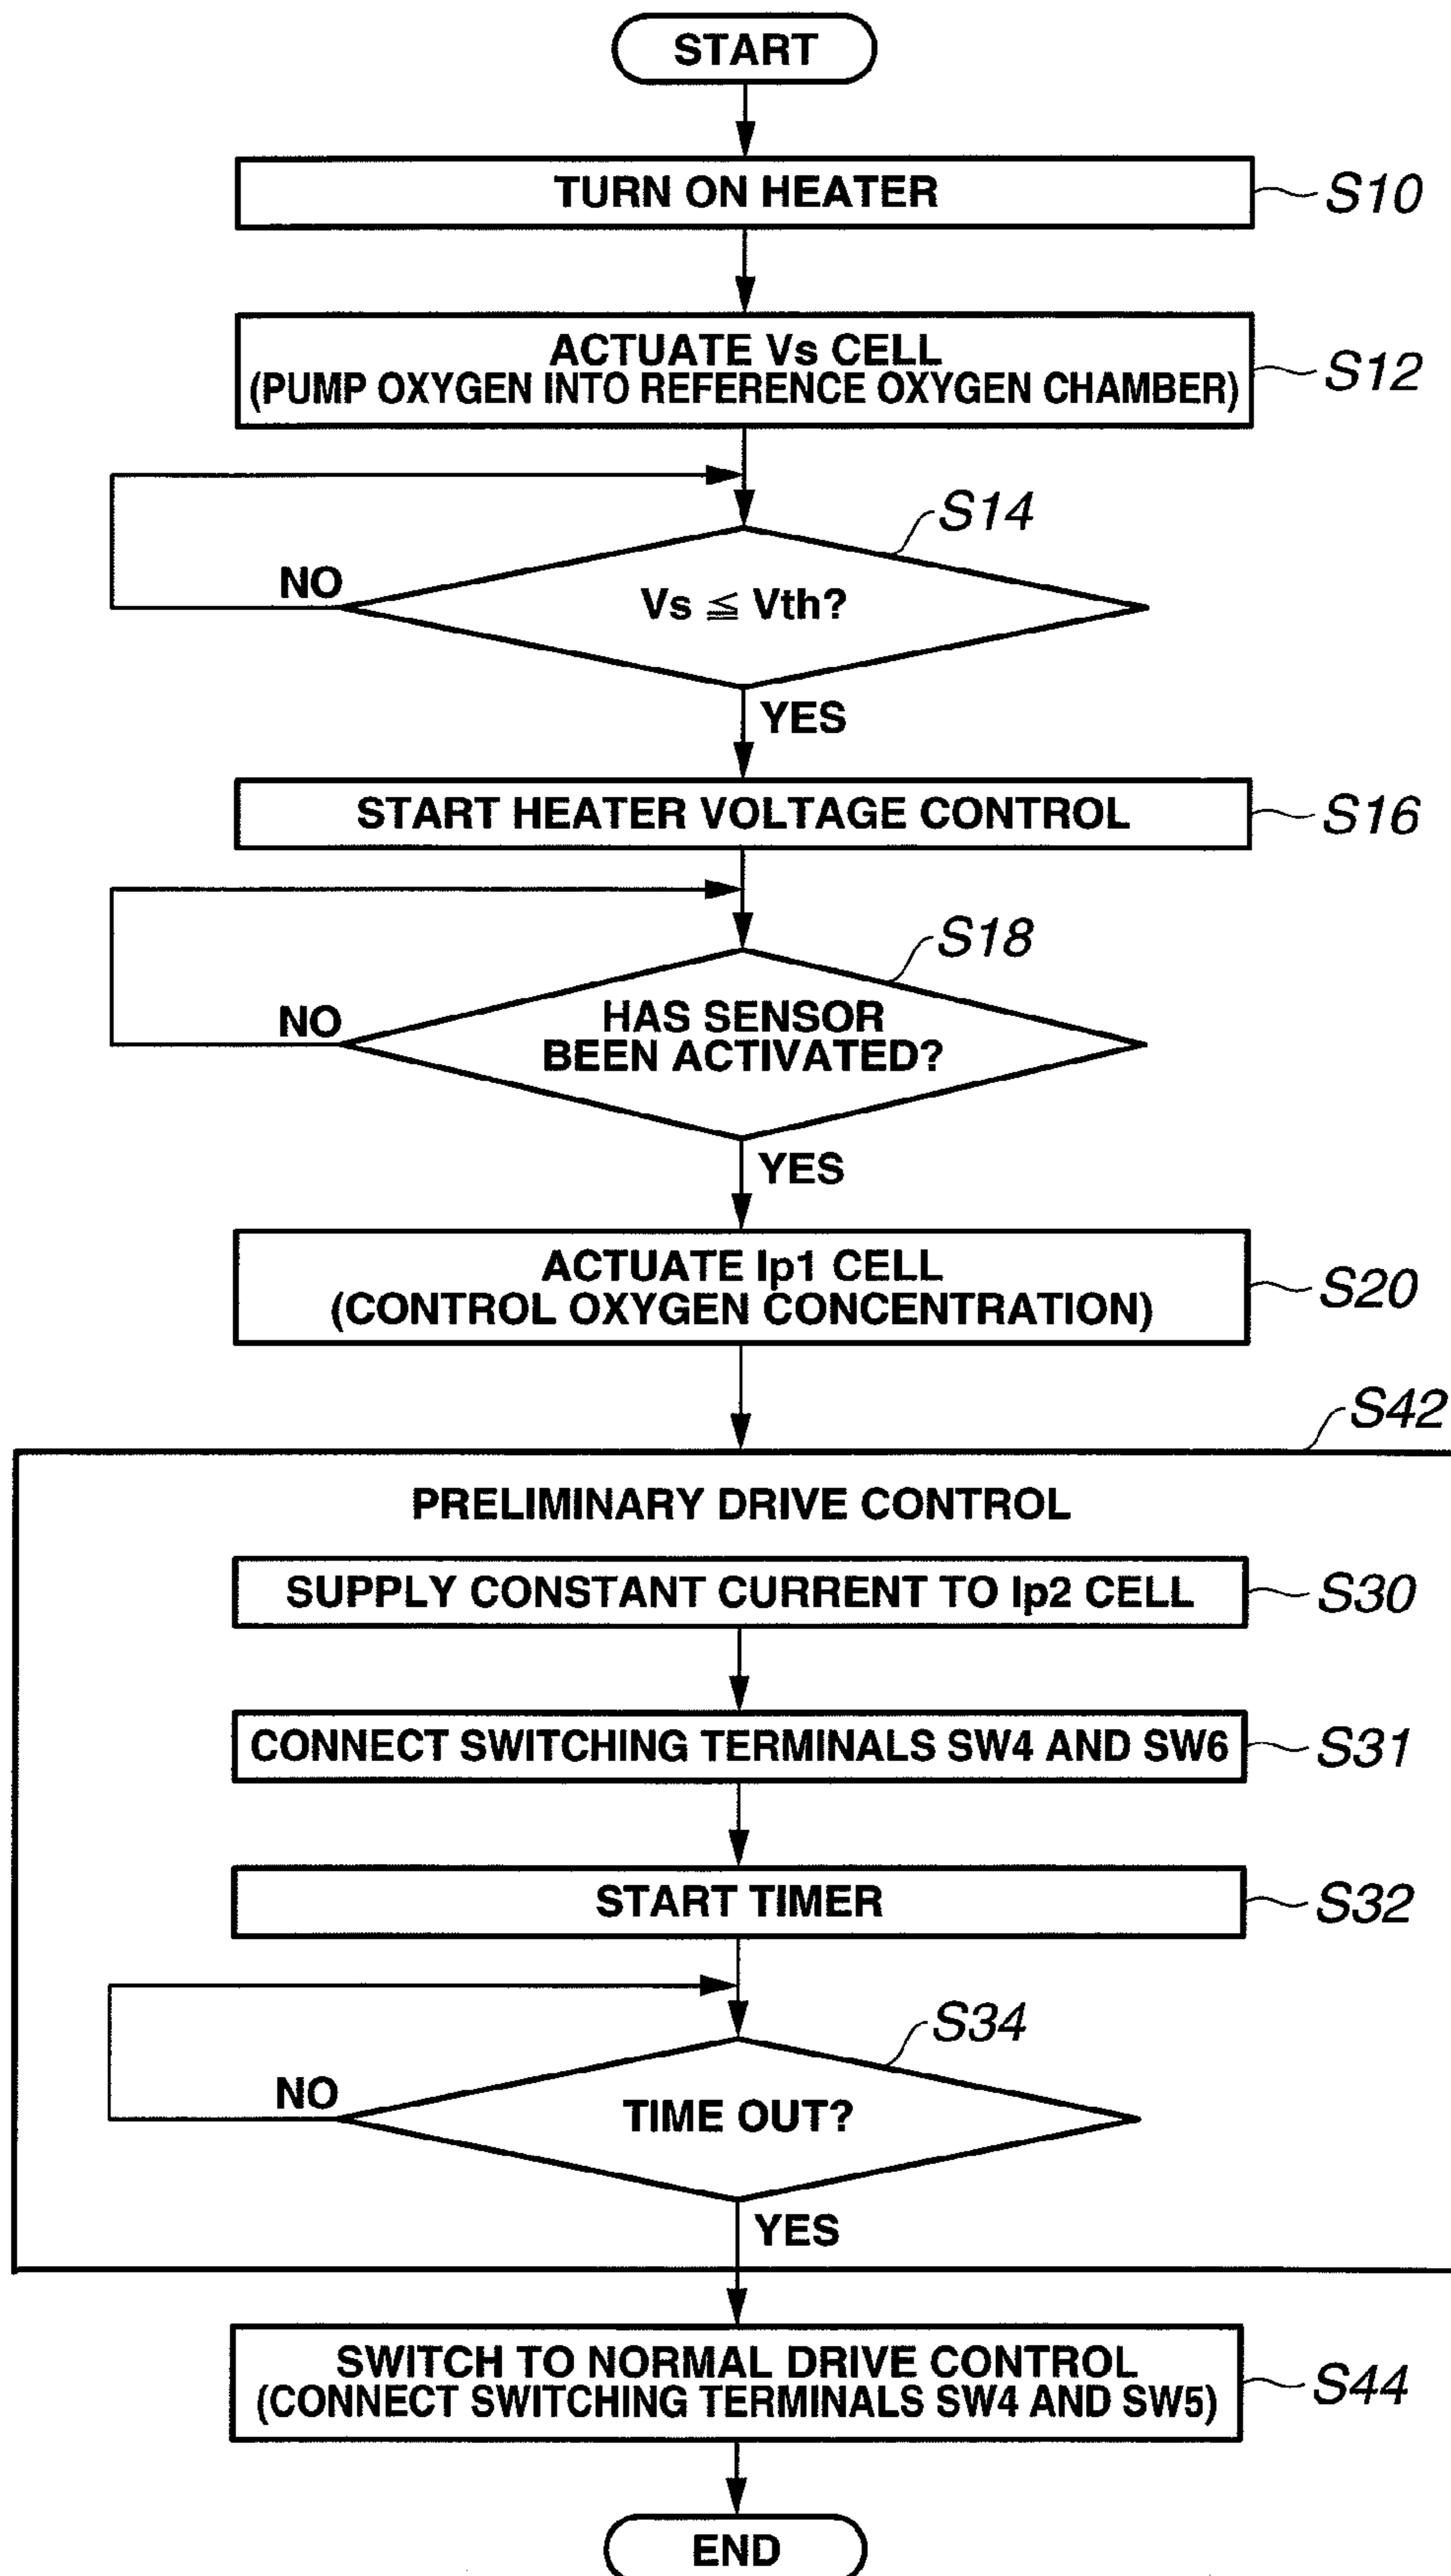 START
TURN ON HEATER
S10
ACTUATE Vs CELL
(PUMP OXYGEN INTO REFERENCE OXYGEN CHAMBER)
S12
S14
NO
Vs ≦ Vth?
YES
START HEATER VOLTAGE CONTROL
S16
S18
NO
HAS SENSOR
BEEN ACTIVATED?
YES
ACTUATE Ip1 CELL
(CONTROL OXYGEN CONCENTRATION)
S20
S42
PRELIMINARY DRIVE CONTROL
SUPPLY CONSTANT CURRENT TO Ip2 CELL
S30
CONNECT SWITCHING TERMINALS SW4 AND SW6
S31
START TIMER
S32
S34
NO
TIME OUT?
YES
SWITCH TO NORMAL DRIVE CONTROL
(CONNECT SWITCHING TERMINALS SW4 AND SW5)
S44
END